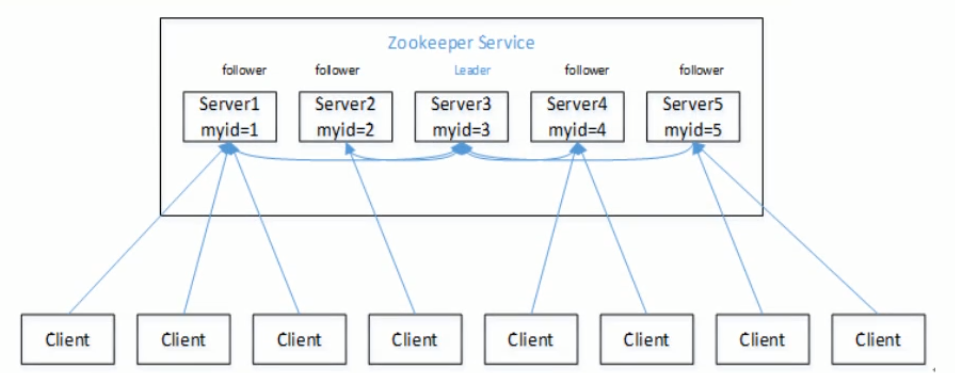 Zookeeper Service
follower follower Leader follower follower
Server1 Server2 Server3 Server4 Server5
myid=1 myid=2 myid=3 myid=4 myid=5
Client Client Client Client Client Client Client Client